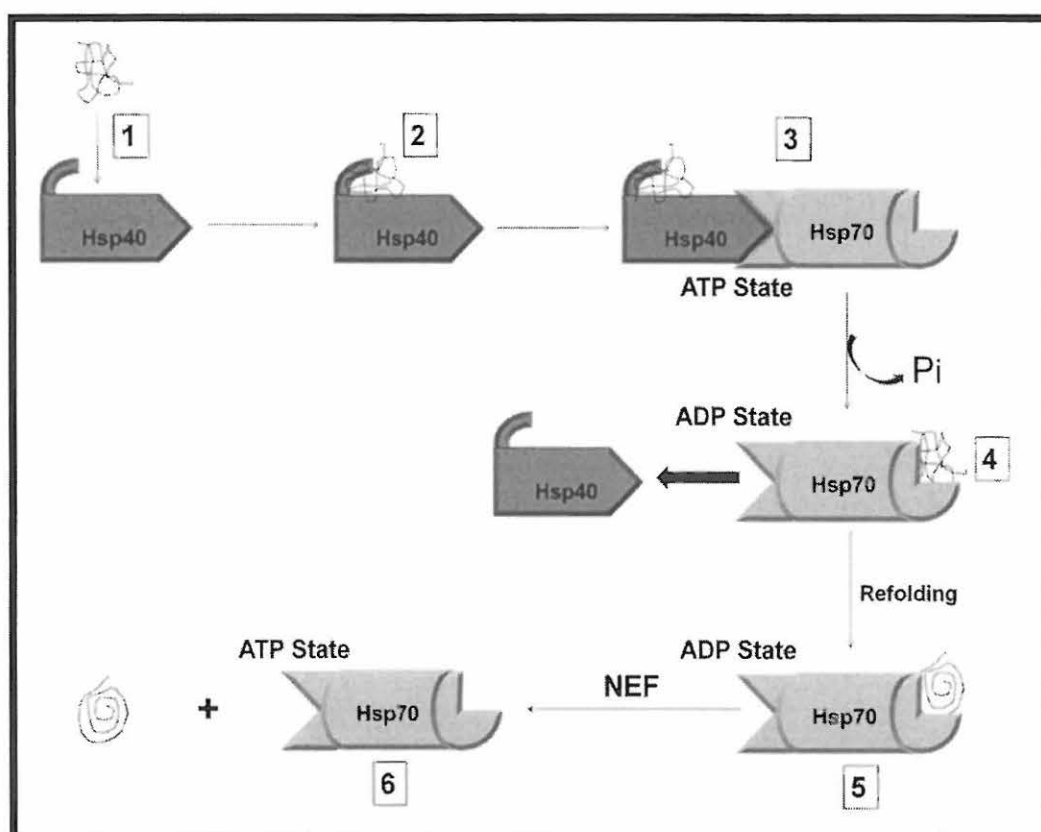 1
2
3
Hsp40
Hsp40
Hsp40
Hsp70
ATP State
Pi
ADP State
4
Hsp40
Hsp70
Refolding
ATP State
ADP State
NEF
+
Hsp70
Hsp70
6
5